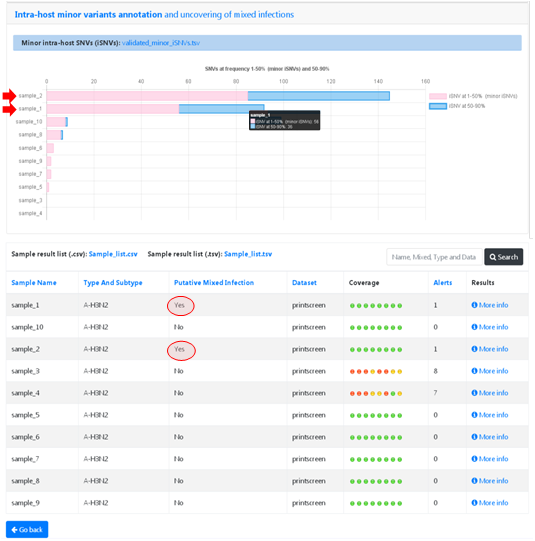 Intra-host minor variants annotation and uncovering of mixed infections
Minor intra-host SNVs (iSNVs): validated_minor_iSNVs.tsv
SNVs at frequency 1-50% (minor iSNVs) and 50-90%
0 20 40 60 80 100 120 140 160
sample_2
iSNV at 1-50% (minor iSNVs)
iSNV at 50-90%
sample_1
sample_1
iSNV at 1-50% (minor iSNVs): 56
iSNV at 50-90%: 36
sample_10
sample_8
sample_6
sample_9
sample_7
sample_5
sample_3
sample_4
Sample result list (.csv): Sample_list.csv Sample result list (.tsv): Sample_list.tsv
Name, Mixed, Type and Data
Search
Sample Name Type And Subtype Putative Mixed Infection Dataset Coverage Alerts Results
sample_1 A-H3N2 Yes printscreen 1 More info
sample_10 A-H3N2 No printscreen 0 More info
sample_2 A-H3N2 Yes printscreen 1 More info
sample_3 A-H3N2 No printscreen 8 More info
sample_4 A-H3N2 No printscreen 7 More info
sample_5 A-H3N2 No printscreen 0 More info
sample_6 A-H3N2 No printscreen 0 More info
sample_7 A-H3N2 No printscreen 0 More info
sample_8 A-H3N2 No printscreen 0 More info
sample_9 A-H3N2 No printscreen 0 More info
Go back